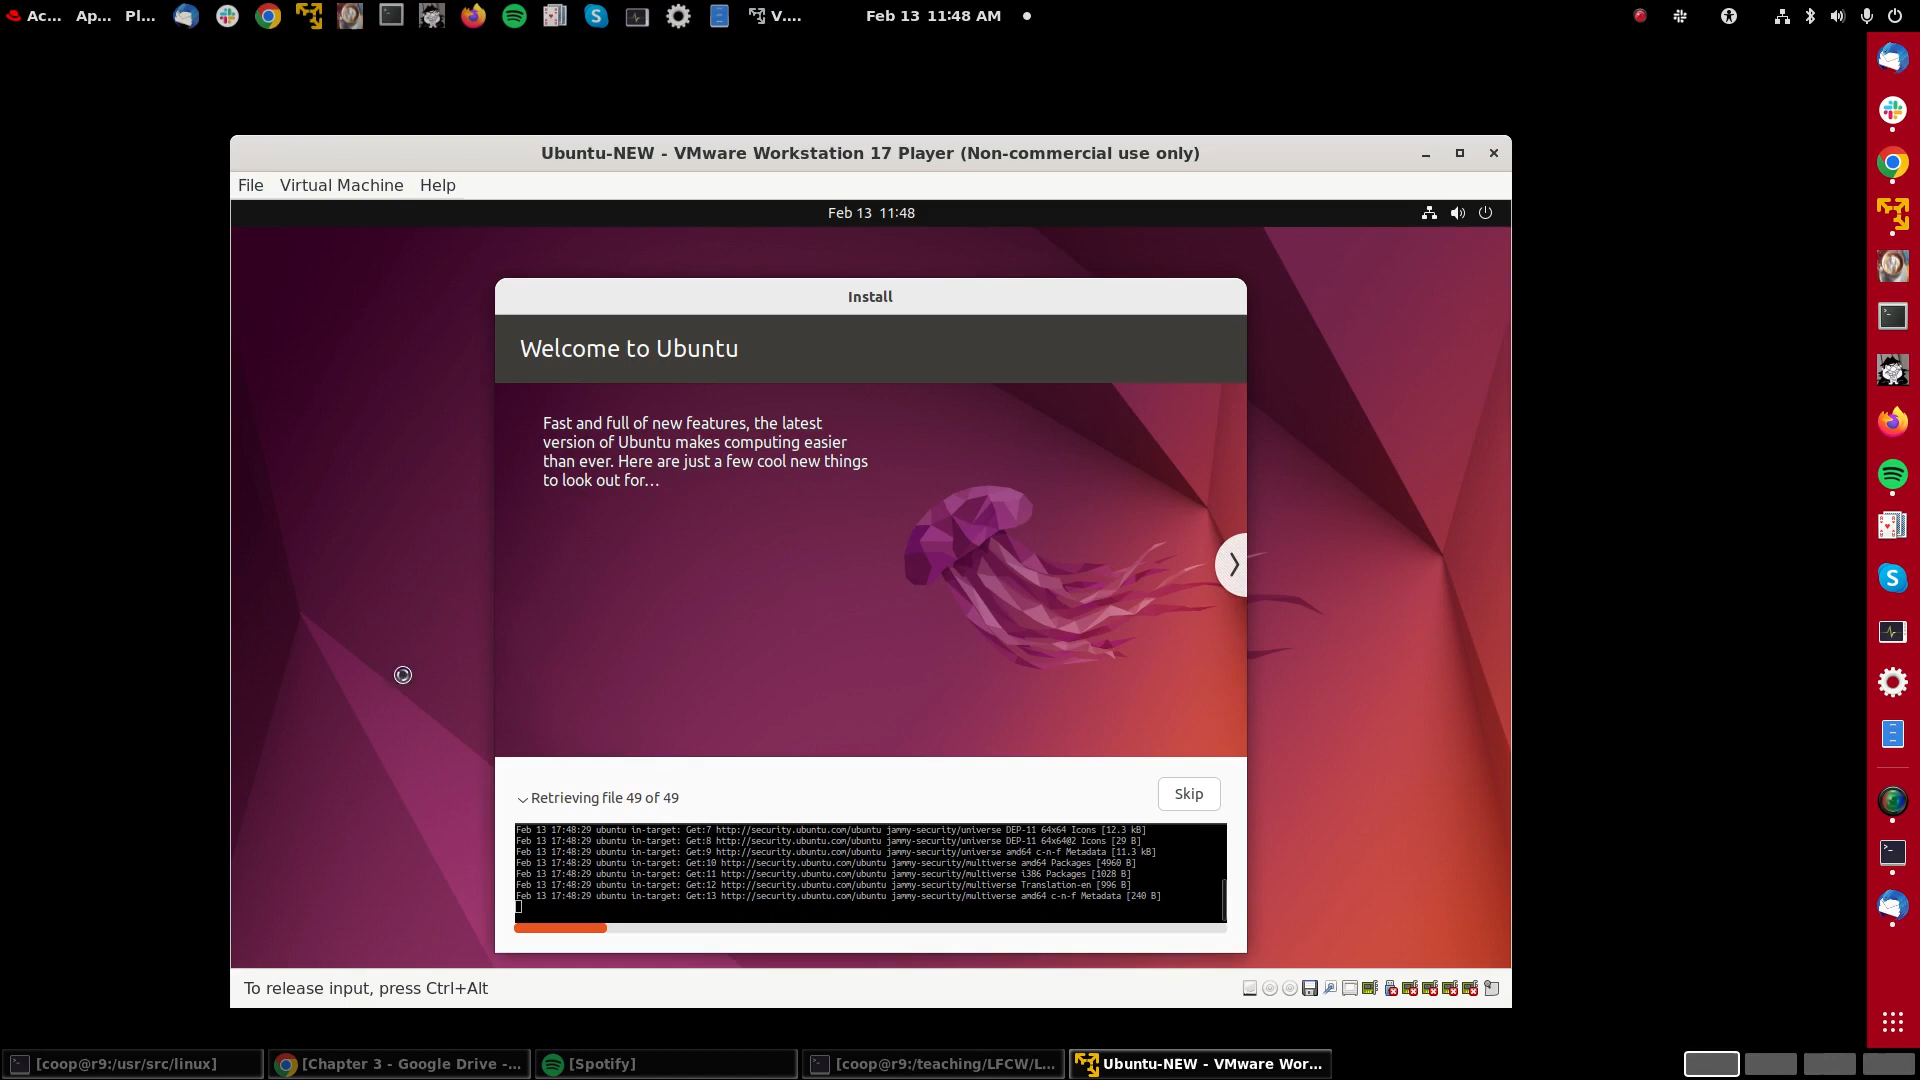 Ac... Ap... Pl... V.... Feb 13 11:48 AM
Ubuntu-NEW - VMware Workstation 17 Player (Non-commercial use only)
File Virtual Machine Help
Feb 13 11:48
Install
Welcome to Ubuntu
Fast and full of new features, the latest
version of Ubuntu makes computing easier
than ever. Here are just a few cool new things
to look out for…
Retrieving file 49 of 49
Skip
Feb 13 17:48:29 ubuntu in-target: Get:7 http://security.ubuntu.com/ubuntu jammy-security/universe DEP-11 64x64 Icons [12.3 kB]
Feb 13 17:48:29 ubuntu in-target: Get:8 http://security.ubuntu.com/ubuntu jammy-security/universe DEP-11 64x64@2 Icons [29 B]
Feb 13 17:48:29 ubuntu in-target: Get:9 http://security.ubuntu.com/ubuntu jammy-security/universe amd64 c-n-f Metadata [11.3 kB]
Feb 13 17:48:29 ubuntu in-target: Get:10 http://security.ubuntu.com/ubuntu jammy-security/multiverse amd64 Packages [4960 B]
Feb 13 17:48:29 ubuntu in-target: Get:11 http://security.ubuntu.com/ubuntu jammy-security/multiverse i386 Packages [1028 B]
Feb 13 17:48:29 ubuntu in-target: Get:12 http://security.ubuntu.com/ubuntu jammy-security/multiverse Translation-en [996 B]
Feb 13 17:48:29 ubuntu in-target: Get:13 http://security.ubuntu.com/ubuntu jammy-security/multiverse amd64 c-n-f Metadata [240 B]
To release input, press Ctrl+Alt
[coop@r9:/usr/src/linux] [Chapter 3 - Google Drive -... [Spotify] [coop@r9:/teaching/LFCW/L... Ubuntu-NEW - VMware Wor...